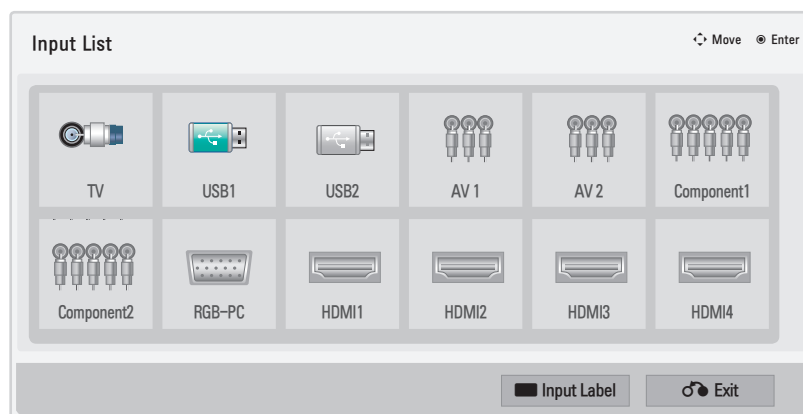 Input List
Move Enter
TV USB1 USB2 AV 1 AV 2 Component1
Component2 RGB-PC HDMI1 HDMI2 HDMI3 HDMI4
Input Label Exit